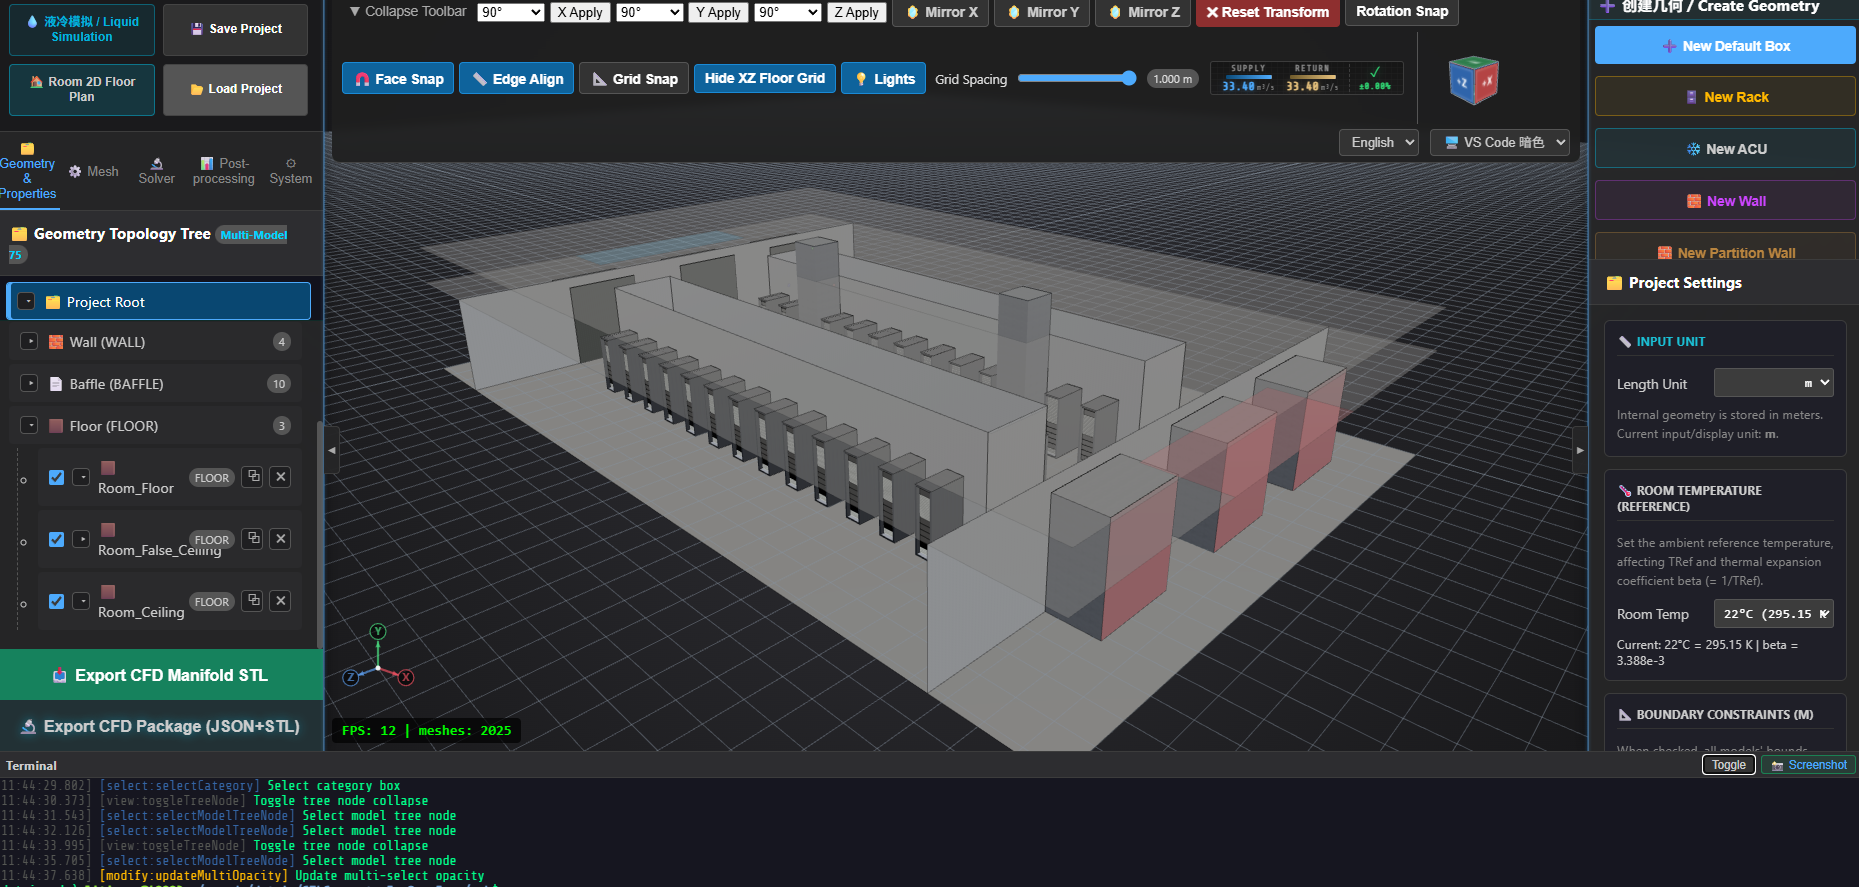 液冷模拟 / Liquid Simulation
Save Project
Room 2D Floor Plan
Load Project
Geometry & Properties
Mesh
Solver
Post-processing
System
Geometry Topology Tree Multi-Model 75
Project Root
Wall (WALL) 4
Baffle (BAFFLE) 10
Floor (FLOOR) 3
Room_Floor FLOOR
Room_False_Ceiling FLOOR
Room_Ceiling FLOOR
Export CFD Manifold STL
Export CFD Package (JSON+STL)
▼ Collapse Toolbar 90° X Apply 90° Y Apply 90° Z Apply Mirror X Mirror Y Mirror Z Reset Transform Rotation Snap
Face Snap Edge Align Grid Snap Hide XZ Floor Grid Lights Grid Spacing 1.000 m
SUPPLY RETURN
33.40 m³/s 33.40 m³/s ±0.00%
+Z +X
English VS Code 暗色
Y
Z X
FPS: 12 | meshes: 2025
创建几何 / Create Geometry
New Default Box
New Rack
New ACU
New Wall
New Partition Wall
Project Settings
INPUT UNIT
Length Unit m
Internal geometry is stored in meters.
Current input/display unit: m.
ROOM TEMPERATURE
(REFERENCE)
Set the ambient reference temperature,
affecting TRef and thermal expansion
coefficient beta (= 1/TRef).
Room Temp 22°C (295.15 K
Current: 22°C = 295.15 K | beta =
3.388e-3
BOUNDARY CONSTRAINTS (M)
When checked, all models' bounds
Terminal Toggle Screenshot
11:44:29.802] [select:selectCategory] Select category box
11:44:30.373] [view:toggleTreeNode] Toggle tree node collapse
11:44:31.543] [select:selectModelTreeNode] Select model tree node
11:44:32.126] [select:selectModelTreeNode] Select model tree node
11:44:33.995] [view:toggleTreeNode] Toggle tree node collapse
11:44:35.705] [select:selectModelTreeNode] Select model tree node
11:44:37.638] [modify:updateMultiOpacity] Update multi-select opacity